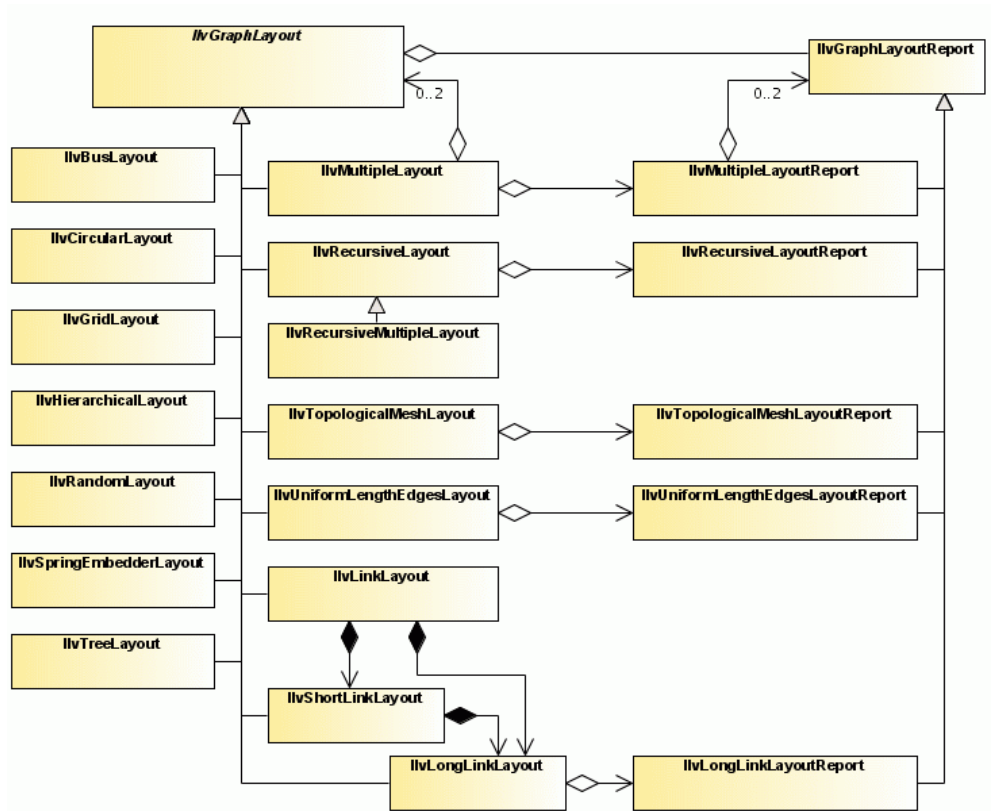 IlvGraphLayout
IlvGraphLayoutReport
0..2
0..2
IlvBusLayout
IlvMultipleLayout
IlvMultipleLayoutReport
IlvCircularLayout
IlvRecursiveLayout
IlvRecursiveLayoutReport
IlvGridLayout
IlvRecursiveMultipleLayout
IlvHierarchicalLayout
IlvTopologicalMeshLayout
IlvTopologicalMeshLayoutReport
IlvRandomLayout
IlvUniformLengthEdgesLayout
IlvUniformLengthEdgesLayoutReport
IlvSpringEmbedderLayout
IlvLinkLayout
IlvTreeLayout
IlvShortLinkLayout
IlvLongLinkLayout
IlvLongLinkLayoutReport